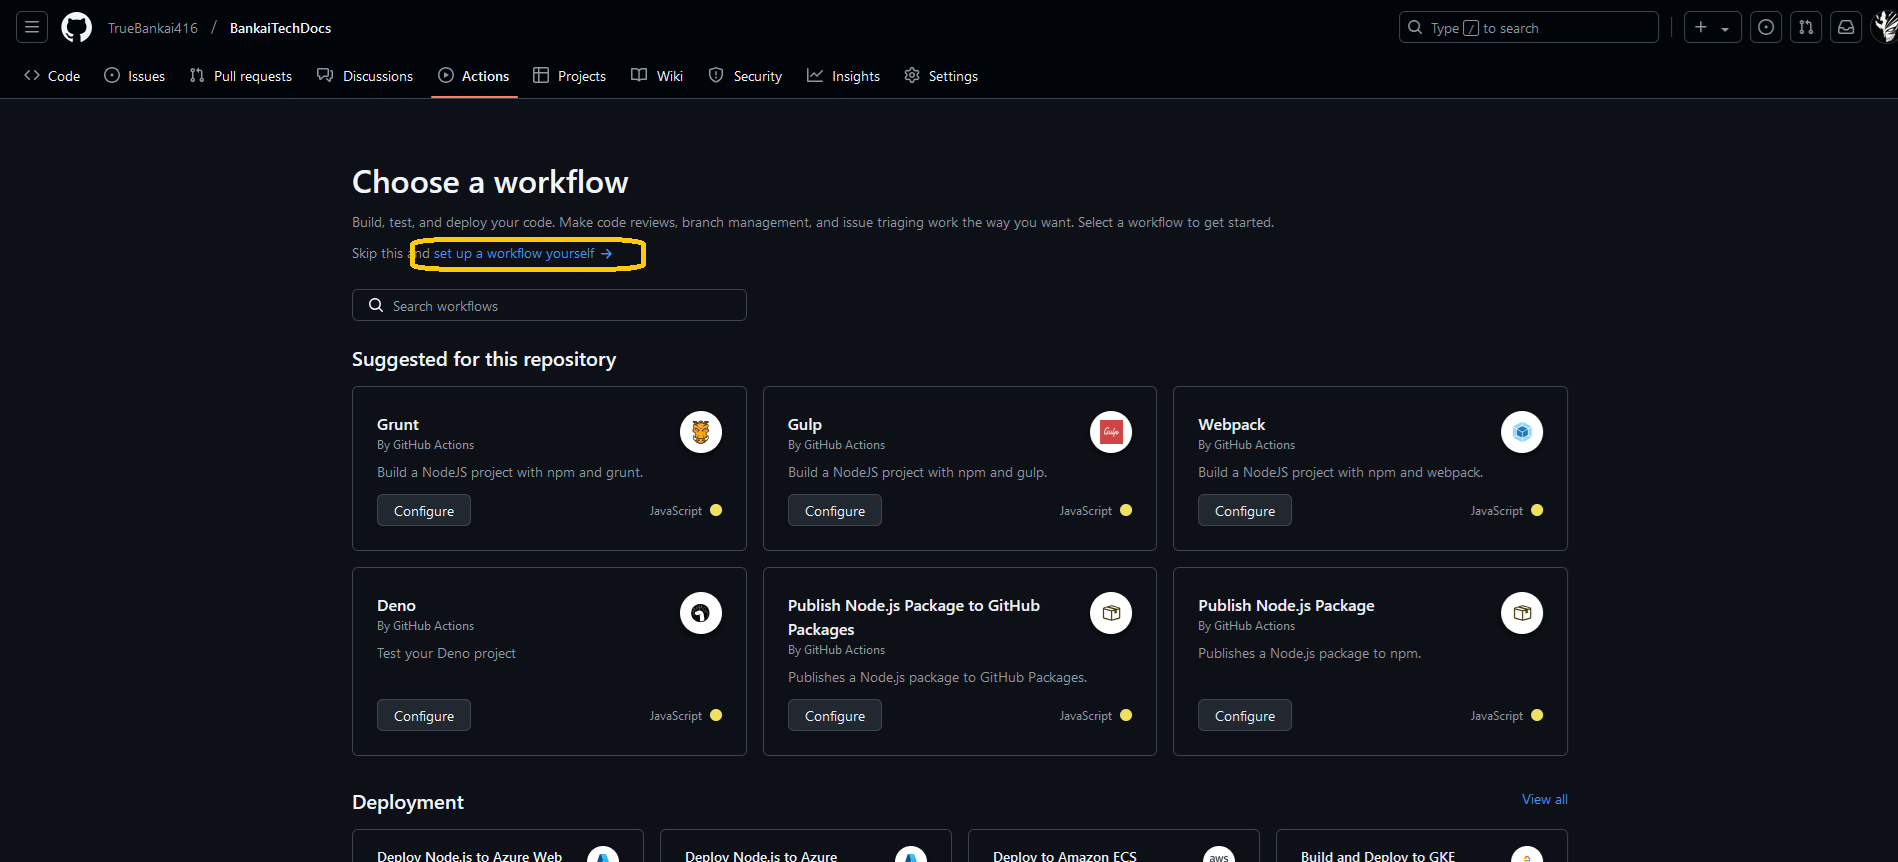 TrueBankai416 / BankaiTechDocs
Type / to search
Code Issues Pull requests Discussions Actions Projects Wiki Security Insights Settings
Choose a workflow
Build, test, and deploy your code. Make code reviews, branch management, and issue triaging work the way you want. Select a workflow to get started.
Skip this and set up a workflow yourself →
Search workflows
Suggested for this repository
Grunt
By GitHub Actions
Build a NodeJS project with npm and grunt.
Configure
JavaScript
Gulp
By GitHub Actions
Build a NodeJS project with npm and gulp.
Gulp
Configure
JavaScript
Webpack
By GitHub Actions
Build a NodeJS project with npm and webpack.
Configure
JavaScript
Deno
By GitHub Actions
Test your Deno project
Configure
JavaScript
Publish Node.js Package to GitHub
Packages
By GitHub Actions
Publishes a Node.js package to GitHub Packages.
Configure
JavaScript
Publish Node.js Package
By GitHub Actions
Publishes a Node.js package to npm.
Configure
JavaScript
Deployment
View all
Deploy Node.js to Azure Web
Deploy Node.js to Azure
Deploy to Amazon ECS
aws
Build and Deploy to GKE